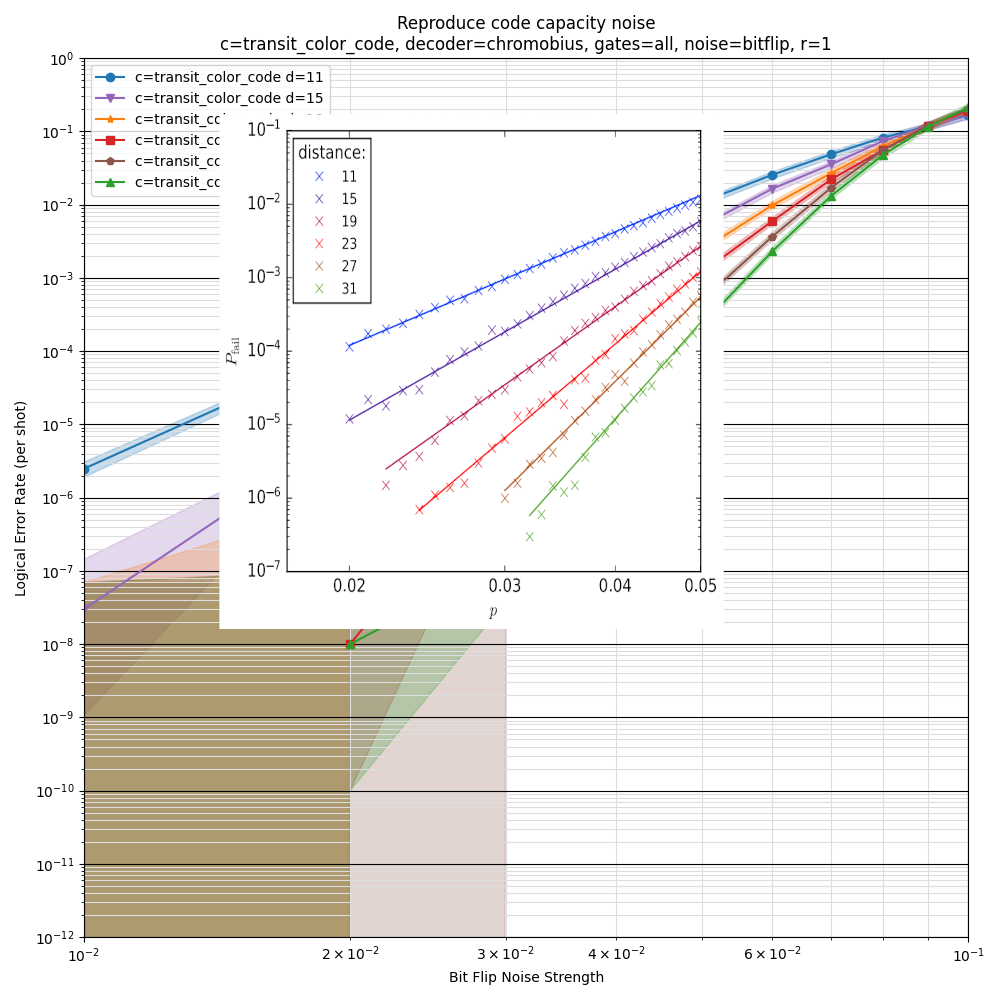 Reproduce code capacity noise
c=transit_color_code, decoder=chromobius, gates=all, noise=bitflip, r=1
10⁰
10⁻¹
10⁻²
10⁻³
10⁻⁴
10⁻⁵
10⁻⁶
10⁻⁷
10⁻⁸
10⁻⁹
10⁻¹⁰
10⁻¹¹
10⁻¹²
Logical Error Rate (per shot)
c=transit_color_code d=11
c=transit_color_code d=15
c=transit_co
c=transit_co
c=transit_co
c=transit_co
10⁻¹
10⁻²
10⁻³
10⁻⁴
10⁻⁵
10⁻⁶
10⁻⁷
P_fail
distance:
11
15
19
23
27
31
0.02 0.03 0.04 0.05
p
10⁻² 2 × 10⁻² 3 × 10⁻² 4 × 10⁻² 6 × 10⁻² 10⁻¹
Bit Flip Noise Strength